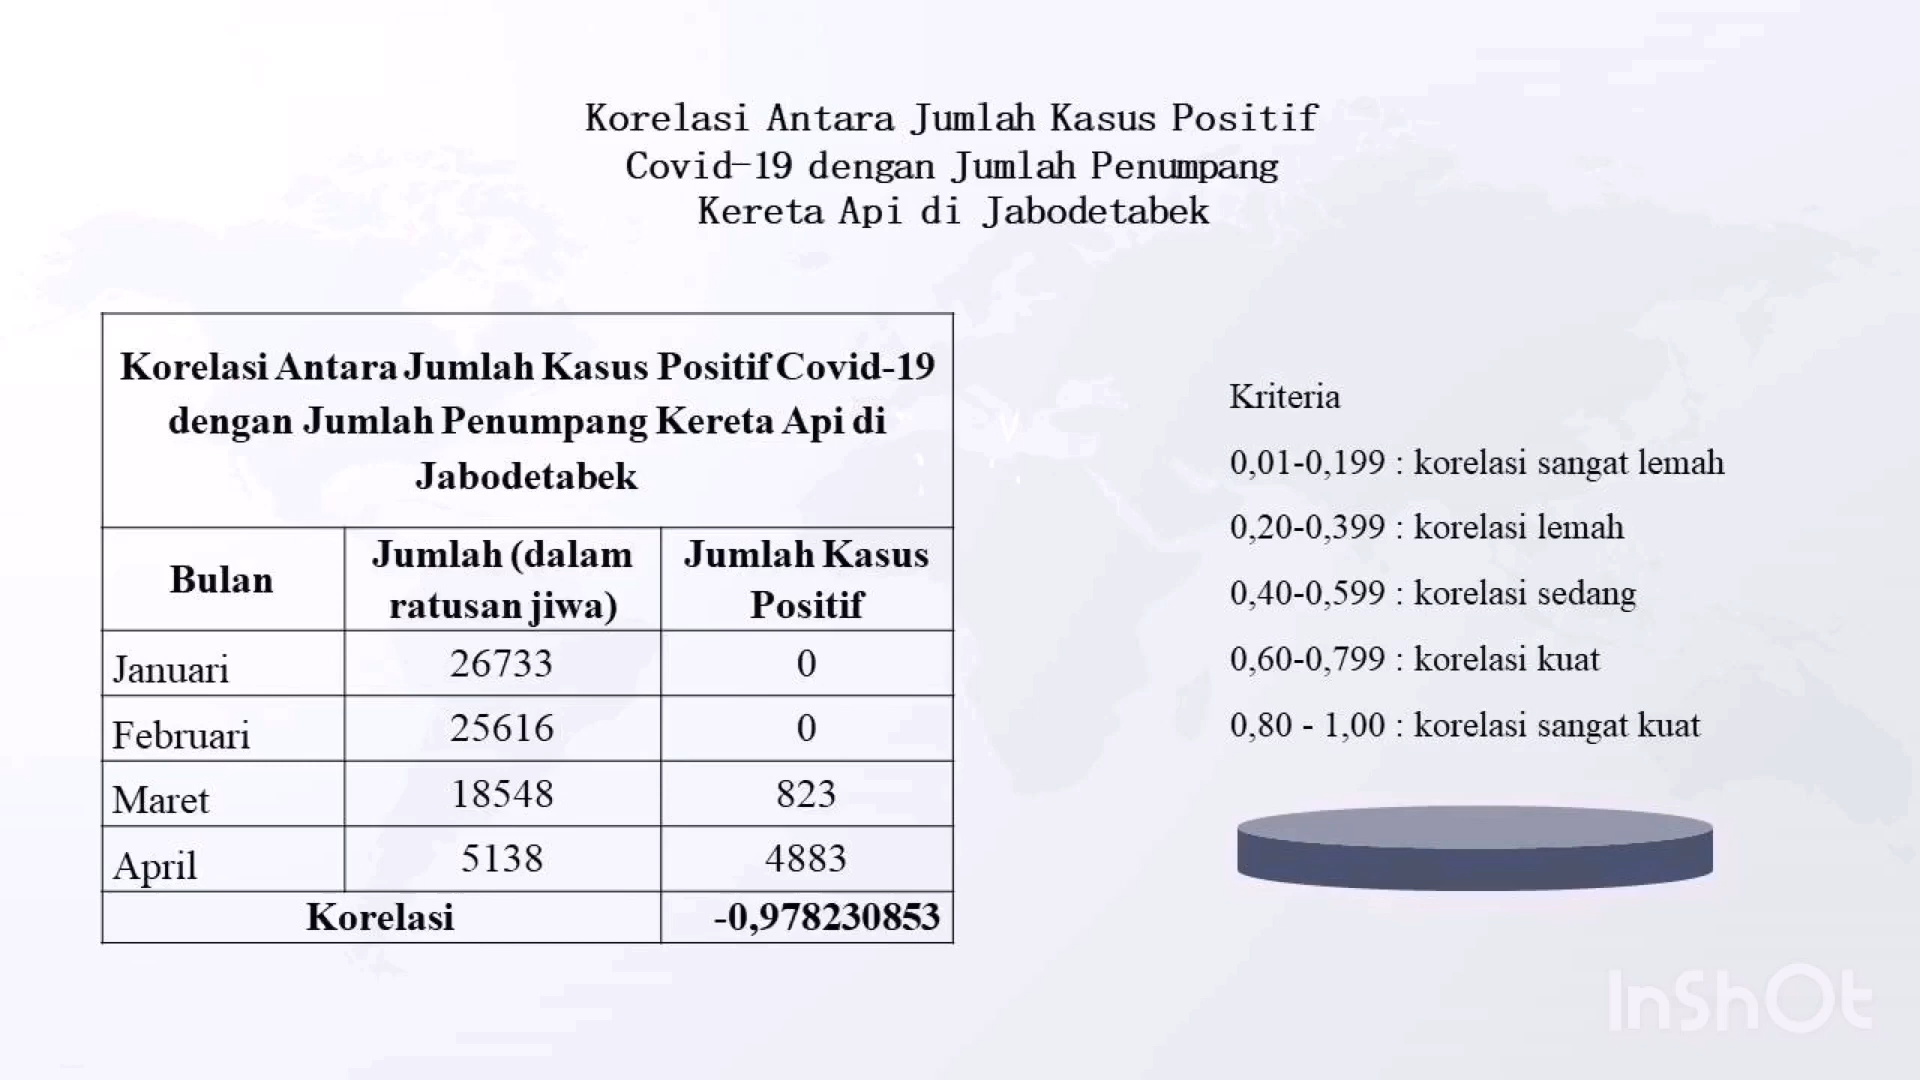 Korelasi Antara Jumlah Kasus Positif
Covid-19 dengan Jumlah Penumpang
Kereta Api di Jabodetabek
Korelasi Antara Jumlah Kasus Positif Covid-19
dengan Jumlah Penumpang Kereta Api di
Jabodetabek
Bulan
Jumlah (dalam
ratusan jiwa)
Jumlah Kasus
Positif
Januari 26733 0
Februari 25616 0
Maret 18548 823
April 5138 4883
Korelasi -0,978230853
Kriteria
0,01-0,199 : korelasi sangat lemah
0,20-0,399 : korelasi lemah
0,40-0,599 : korelasi sedang
0,60-0,799 : korelasi kuat
0,80 - 1,00 : korelasi sangat kuat
InShOt